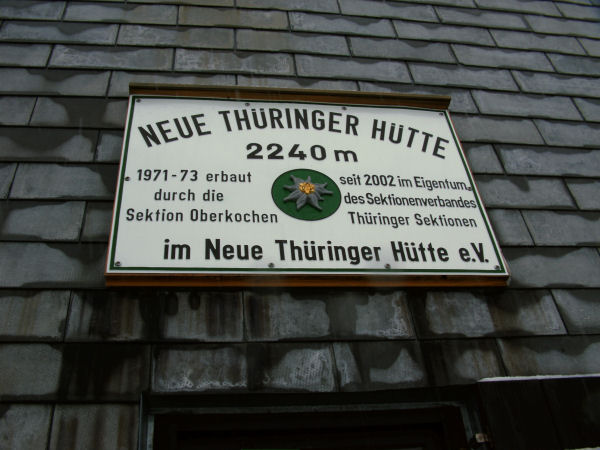 NEUE THÜRINGER HÜTTE
2240 m
1971-73 erbaut
durch die
Sektion Oberkochen
seit 2002 im Eigentum
des Sektionenverbandes
Thüringer Sektionen
im Neue Thüringer Hütte e.V.